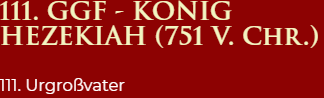 111. GGF - KÖNIG
HEZEKIAH (751 V. CHR.)
111. Urgroßvater